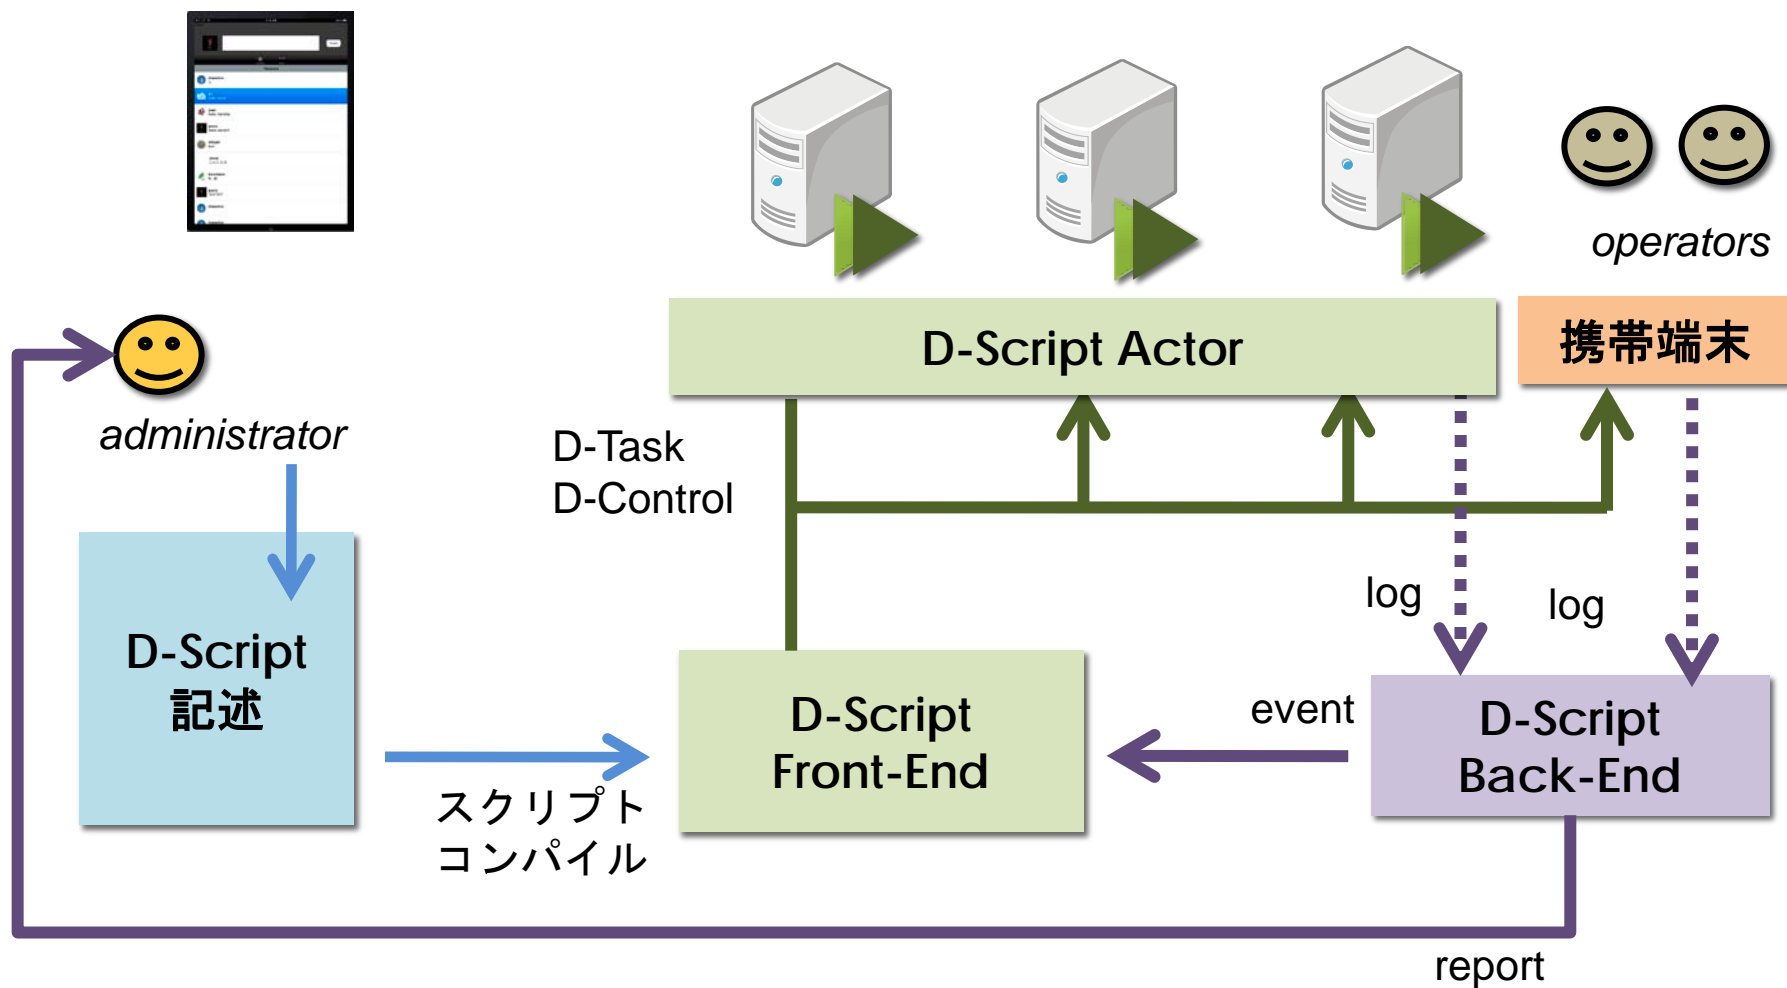 operators
D-Script Actor
携帯端末
administrator
D-Task
D-Control
log
log
D-Script
記述
D-Script
Front-End
event
D-Script
Back-End
スクリプト
コンパイル
report